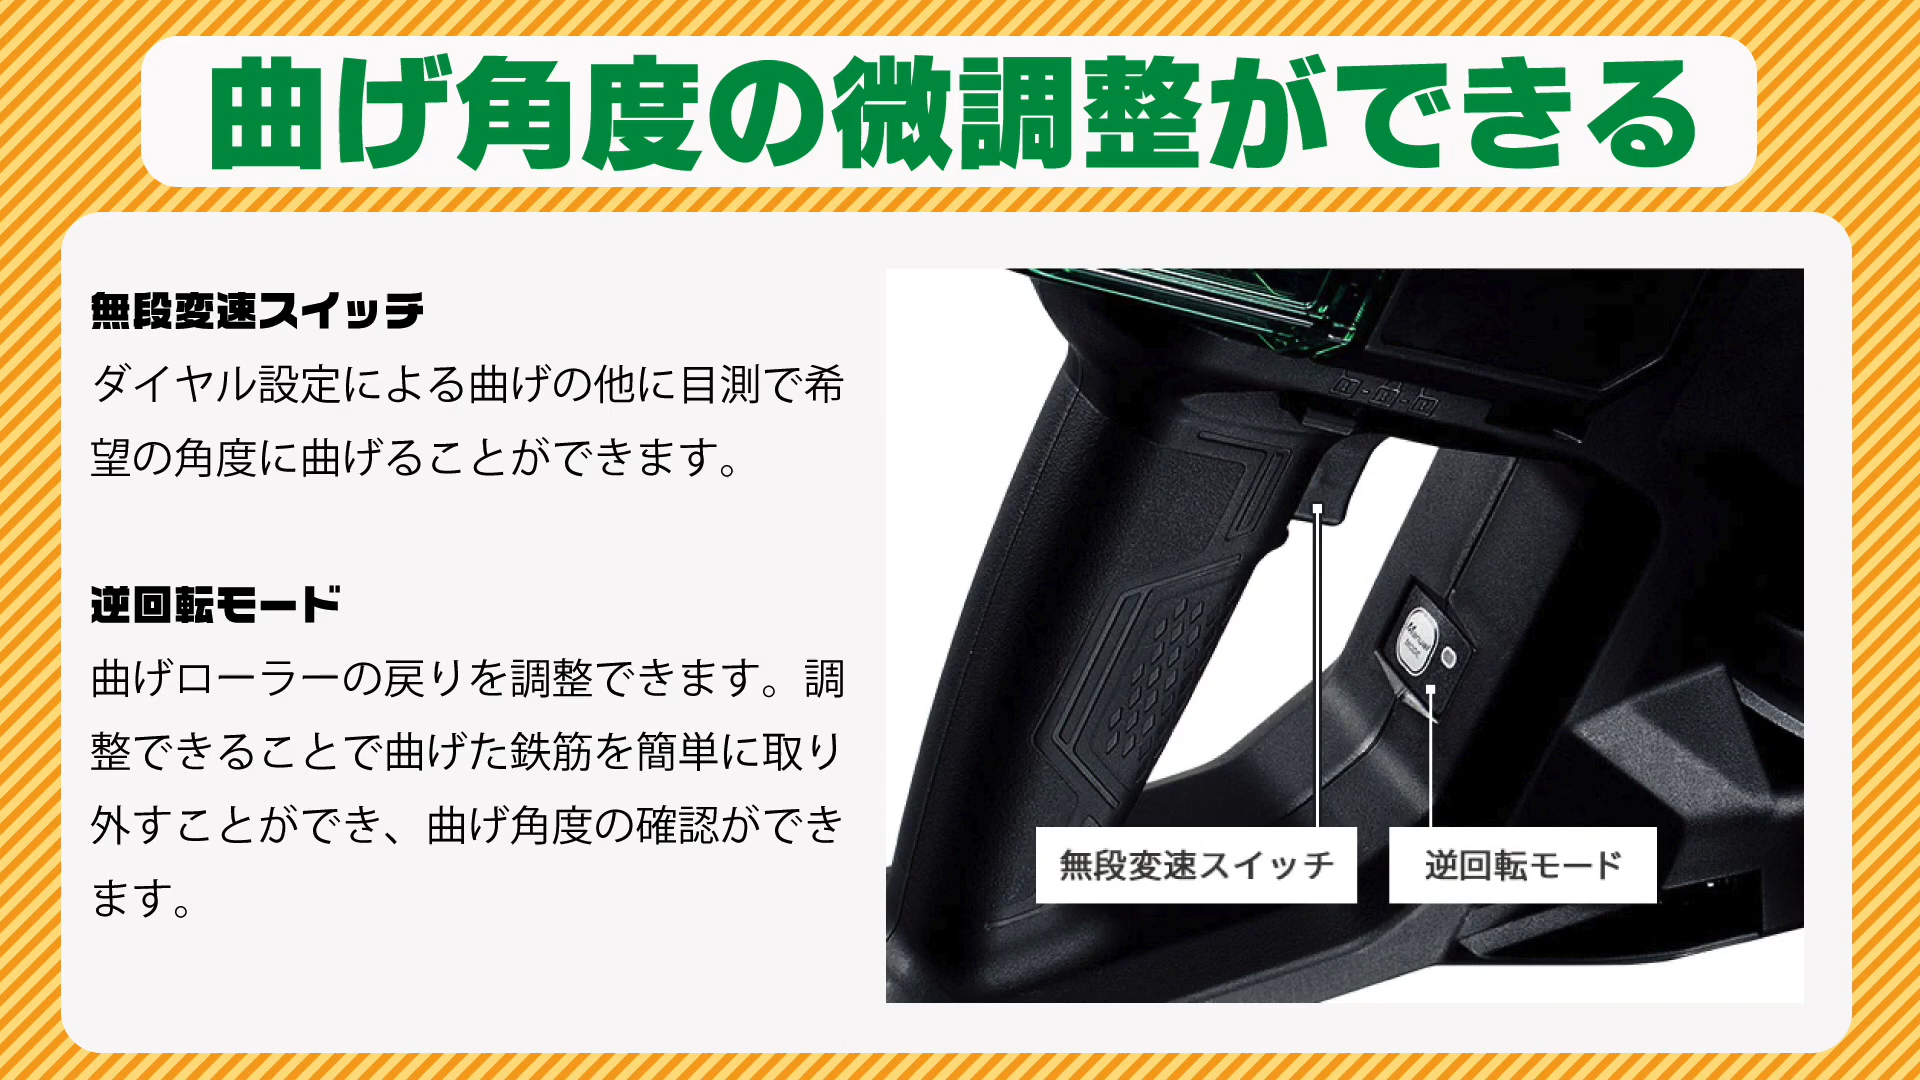 曲げ角度の微調整ができる
無段変速スイッチ
ダイヤル設定による曲げの他に目測で希
望の角度に曲げることができます。
逆回転モード
曲げローラーの戻りを調整できます。調
整できることで曲げた鉄筋を簡単に取り
外すことができ、曲げ角度の確認ができ
ます。
Manual
Mode
無段変速スイッチ
逆回転モード